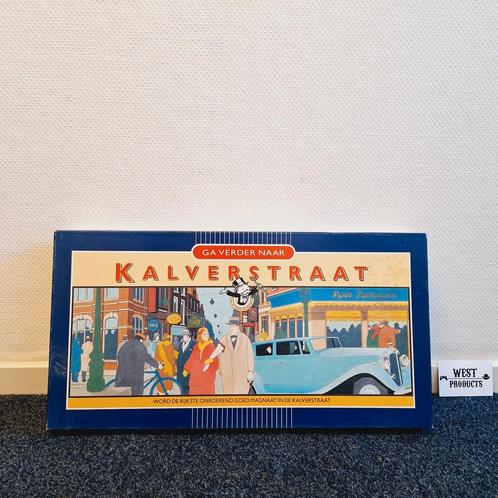 GA VERDER NAAR
KALVERSTRAAT
WORD DE RIJKSTE ONROEREND GOED MAGNAAT IN DE KALVERSTRAAT
WEST
PRODUCTS